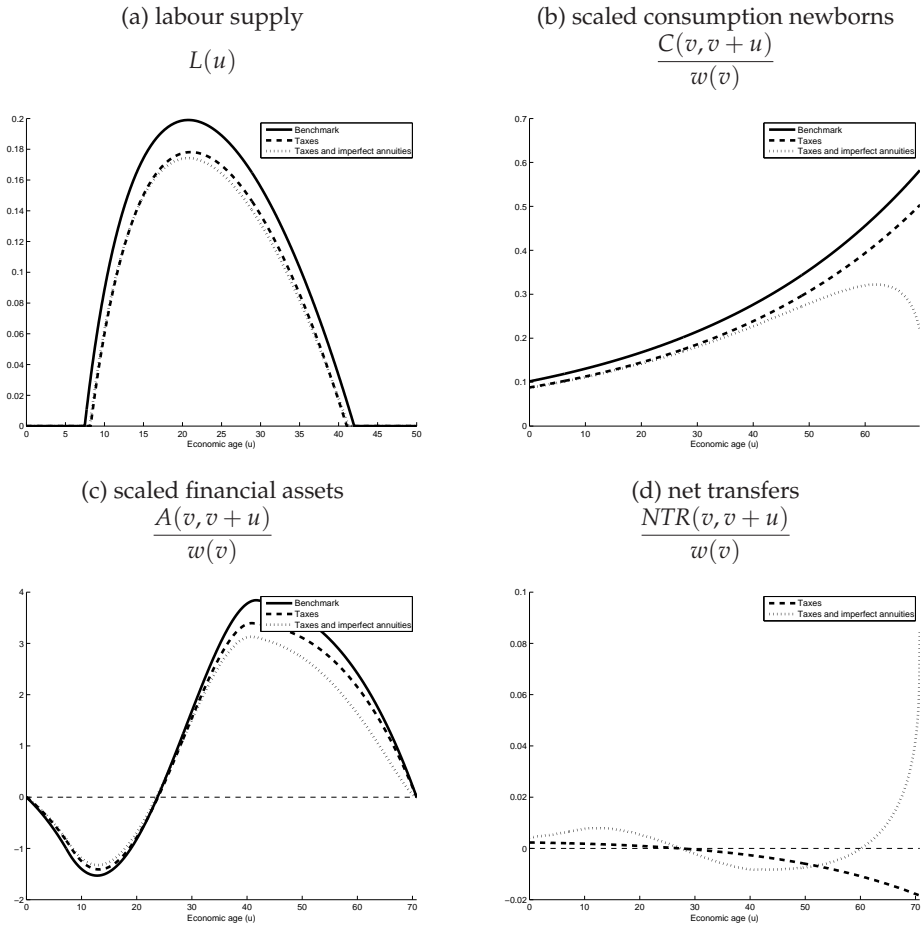 (a) labour supply
L(u)
0.2
0.18
0.16
0.14
0.12
0.1
0.08
0.06
0.04
0.02
0
0 5 10 15 20 25 30 35 40 45 50
Economic age (u)
Benchmark
Taxes
Taxes and imperfect annuities
(b) scaled consumption newborns
C(v, v + u)
w(v)
0.7
0.6
0.5
0.4
0.3
0.2
0.1
0
0 10 20 30 40 50 60
Economic age (u)
Benchmark
Taxes
Taxes and imperfect annuities
(c) scaled financial assets
A(v, v + u)
w(v)
4
3
2
1
0
−1
−2
0 10 20 30 40 50 60 70
Economic age (u)
Benchmark
Taxes
Taxes and imperfect annuities
(d) net transfers
NTR(v, v + u)
w(v)
0.1
0.08
0.06
0.04
0.02
0
−0.02
0 10 20 30 40 50 60 70
Economic age (u)
Taxes
Taxes and imperfect annuities